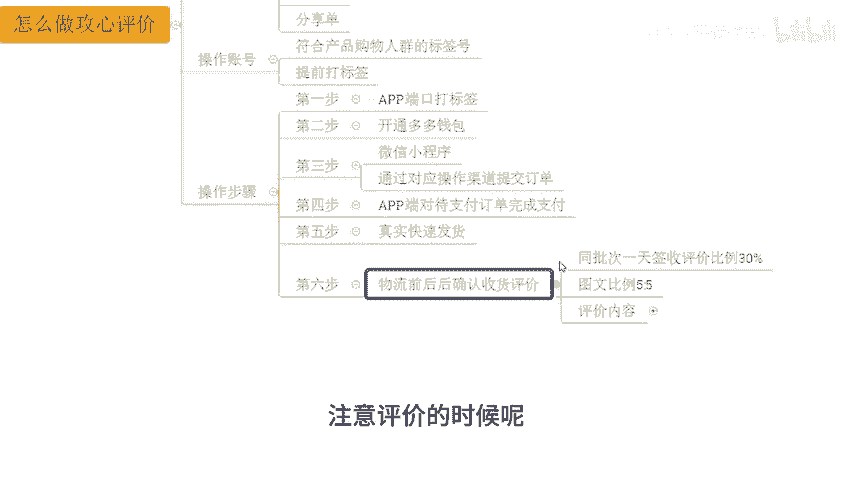 怎么做攻心评价
分享单
操作账号
符合产品购物人群的标签号
提前打标签
第一步
APP端口打标签
第二步
开通多多钱包
第三步
微信小程序
通过对应操作渠道提交订单
操作步骤
第四步
APP端对待支付订单完成支付
第五步
真实快速发货
第六步
物流前后后确认收货评价
同批次一天签收评价比例30%
图文比例5:5
评价内容
注意评价的时候呢
bilibili